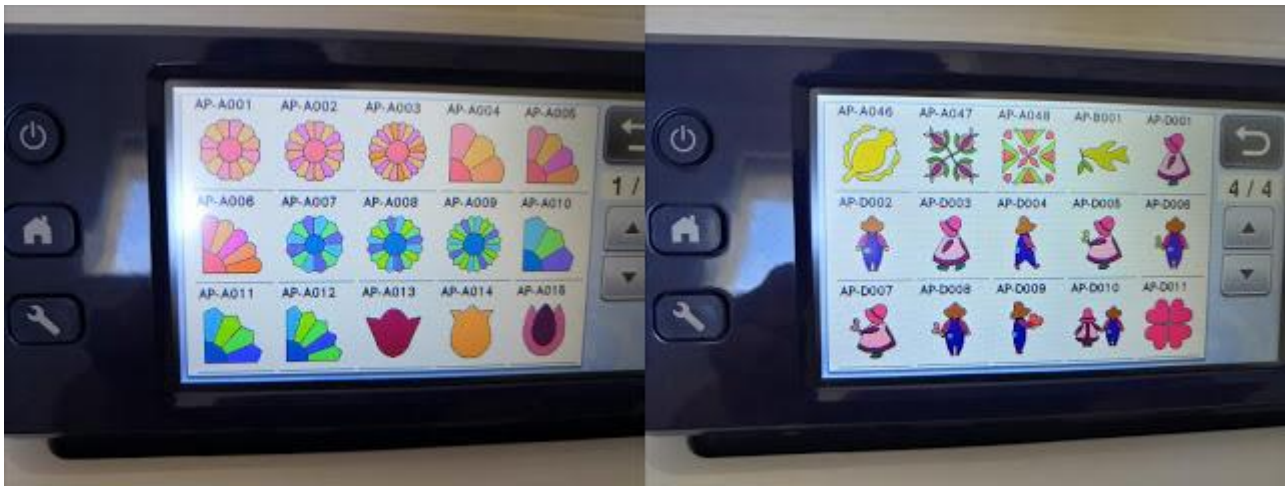 AP-A001 AP-A002 AP-A003 AP-A004 AP-A005
1 /
AP-A006 AP-A007 AP-A008 AP-A009 AP-A010
AP-A011 AP-A012 AP-A013 AP-A014 AP-A015
AP-A046 AP-A047 AP-A048 AP-B001 AP-D001
4 / 4
AP-D002 AP-D003 AP-D004 AP-D005 AP-D006
AP-D007 AP-D008 AP-D009 AP-D010 AP-D011